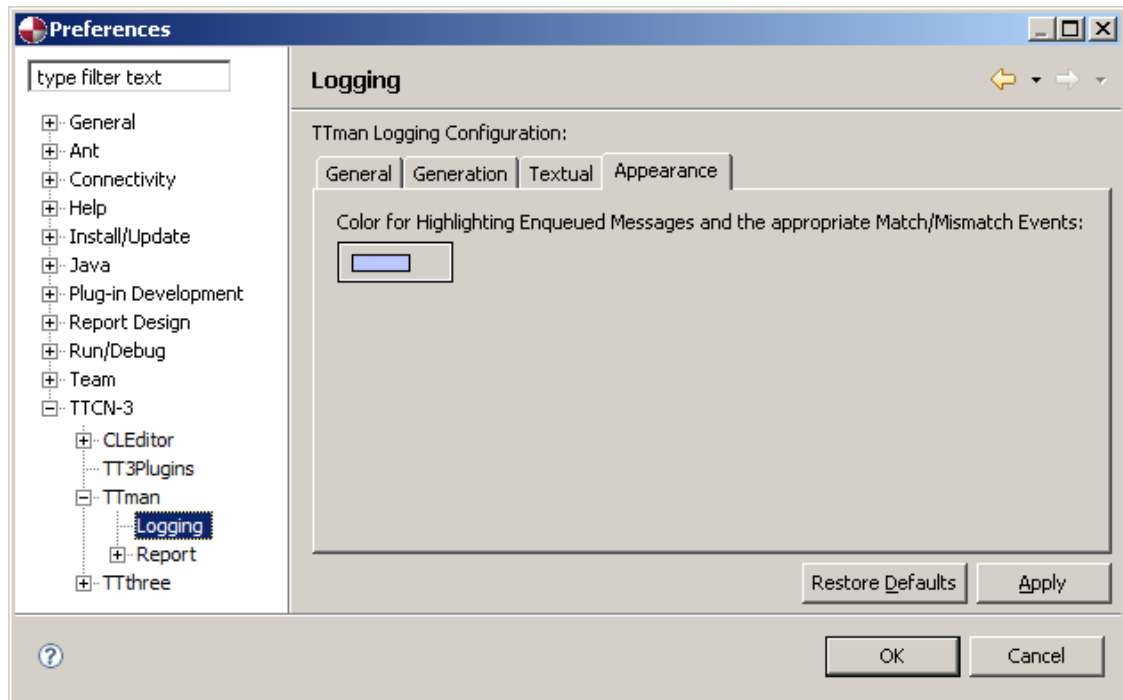 Preferences
type filter text
General
Ant
Connectivity
Help
Install/Update
Java
Plug-in Development
Report Design
Run/Debug
Team
TTCN-3
CLEditor
TT3Plugins
TTman
Logging
Report
TTthree
Logging
TTman Logging Configuration:
General Generation Textual Appearance
Color for Highlighting Enqueued Messages and the appropriate Match/Mismatch Events:
Restore Defaults Apply
? OK Cancel